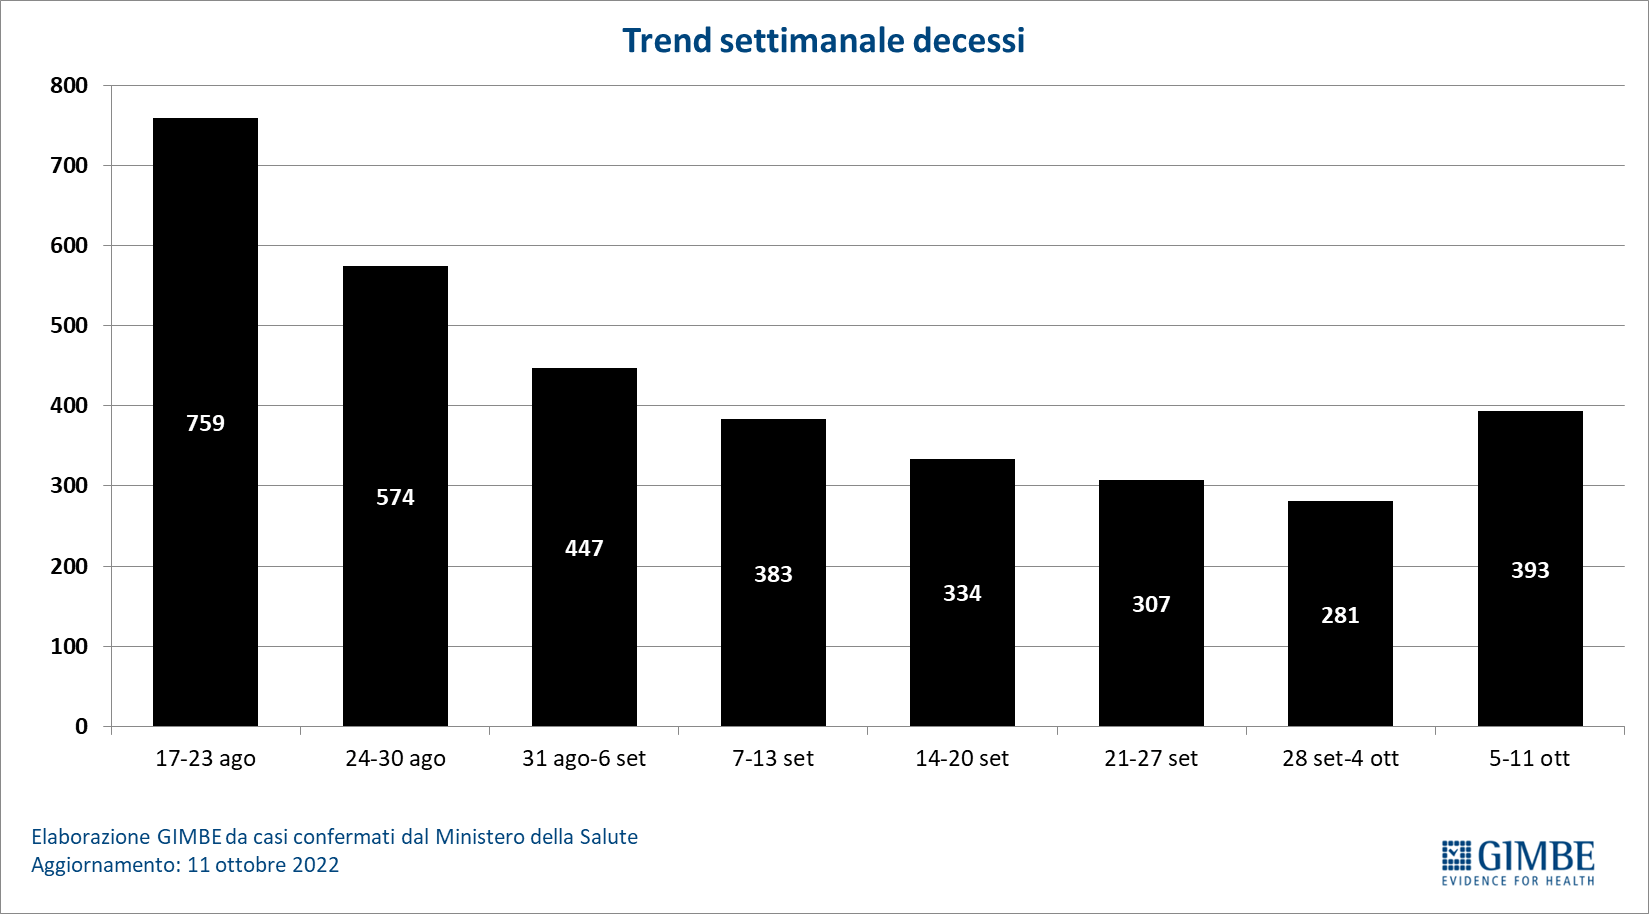 Trend settimanale decessi
800
700
600
500
400
300
200
100
0
759
574
447
383
334
307
281
393
17-23 ago
24-30 ago
31 ago-6 set
7-13 set
14-20 set
21-27 set
28 set-4 ott
5-11 ott
Elaborazione GIMBE da casi confermati dal Ministero della Salute
Aggiornamento: 11 ottobre 2022
GIMBE
EVIDENCE FOR HEALTH